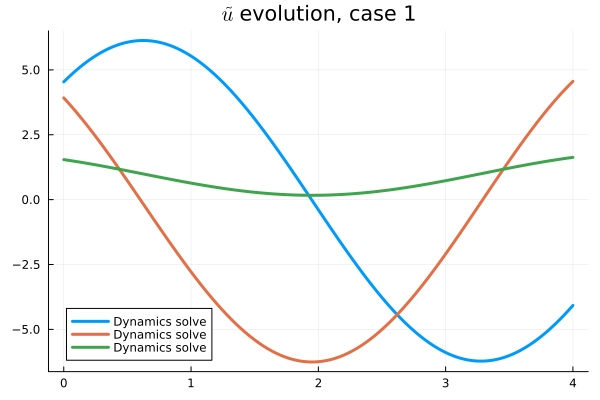 ũ evolution, case 1
5.0
2.5
0.0
−2.5
−5.0
Dynamics solve
Dynamics solve
Dynamics solve
0 1 2 3 4